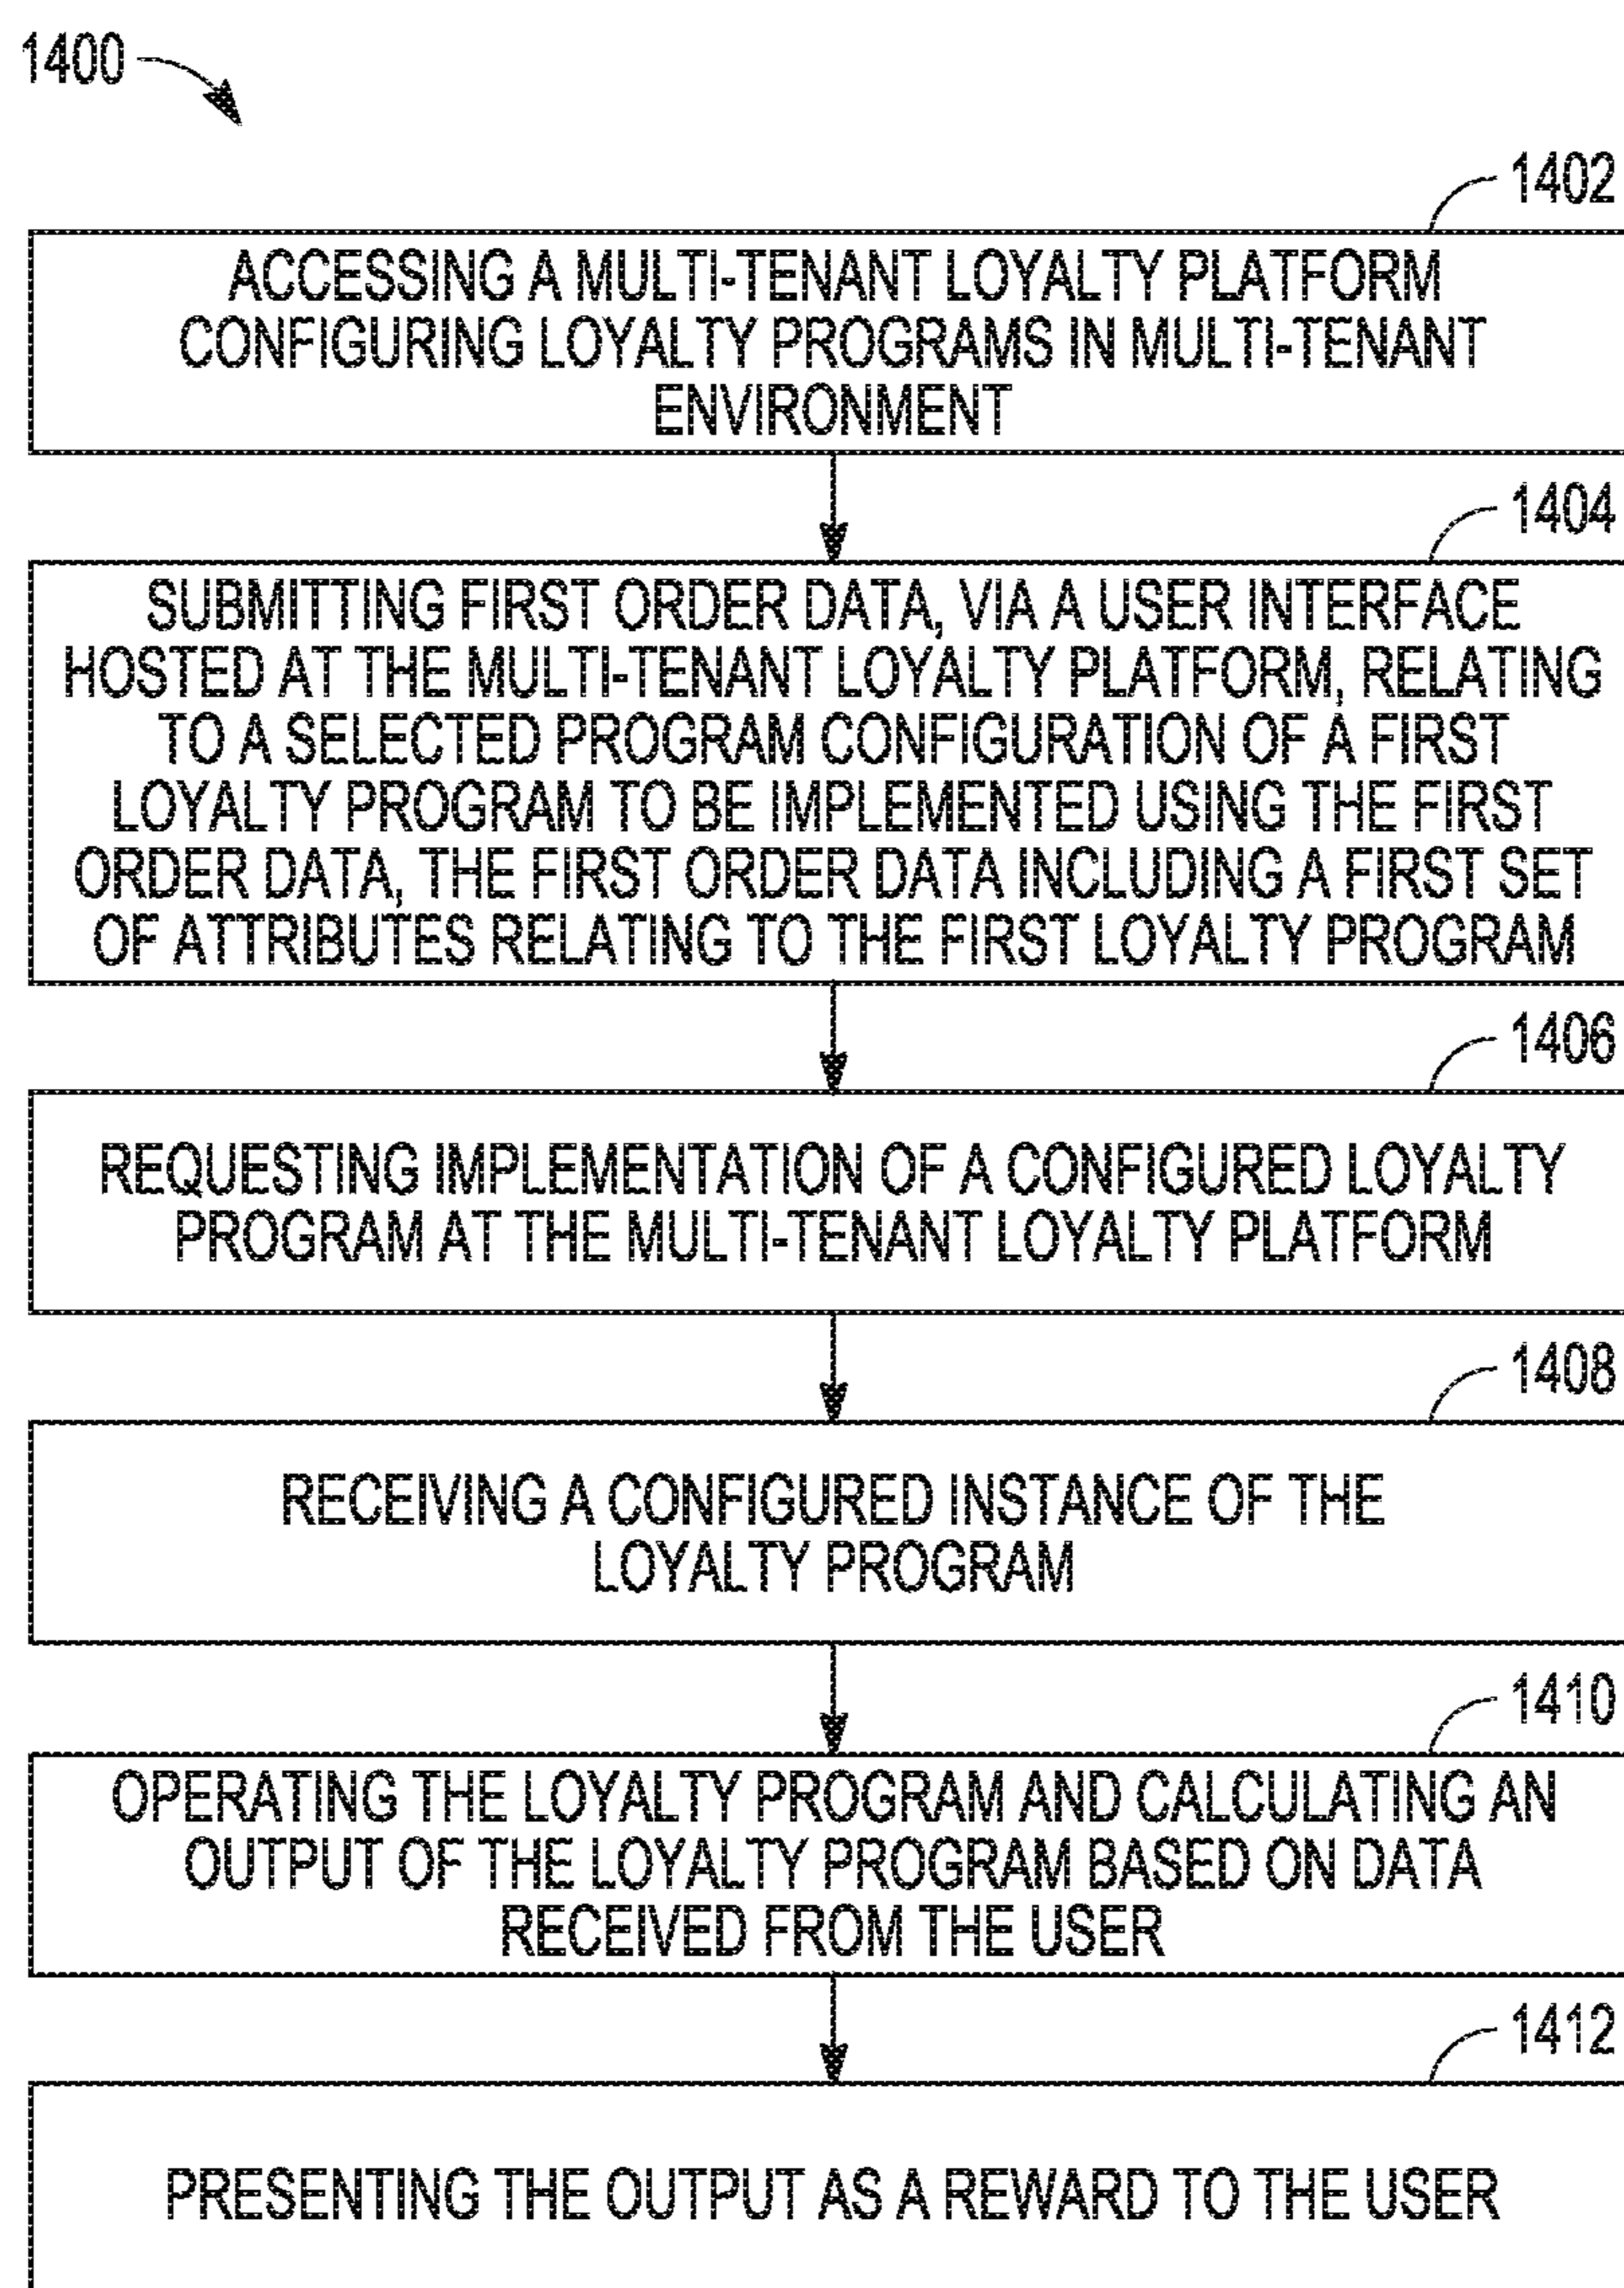 1400
1402
ACCESSING A MULTI-TENANT LOYALTY PLATFORM
CONFIGURING LOYALTY PROGRAMS IN MULTI-TENANT
ENVIRONMENT
1404
SUBMITTING FIRST ORDER DATA, VIA A USER INTERFACE
HOSTED AT THE MULTI-TENANT LOYALTY PLATFORM, RELATING
TO A SELECTED PROGRAM CONFIGURATION OF A FIRST
LOYALTY PROGRAM TO BE IMPLEMENTED USING THE FIRST
ORDER DATA, THE FIRST ORDER DATA INCLUDING A FIRST SET
OF ATTRIBUTES RELATING TO THE FIRST LOYALTY PROGRAM
1406
REQUESTING IMPLEMENTATION OF A CONFIGURED LOYALTY
PROGRAM AT THE MULTI-TENANT LOYALTY PLATFORM
1408
RECEIVING A CONFIGURED INSTANCE OF THE
LOYALTY PROGRAM
1410
OPERATING THE LOYALTY PROGRAM AND CALCULATING AN
OUTPUT OF THE LOYALTY PROGRAM BASED ON DATA
RECEIVED FROM THE USER
1412
PRESENTING THE OUTPUT AS A REWARD TO THE USER